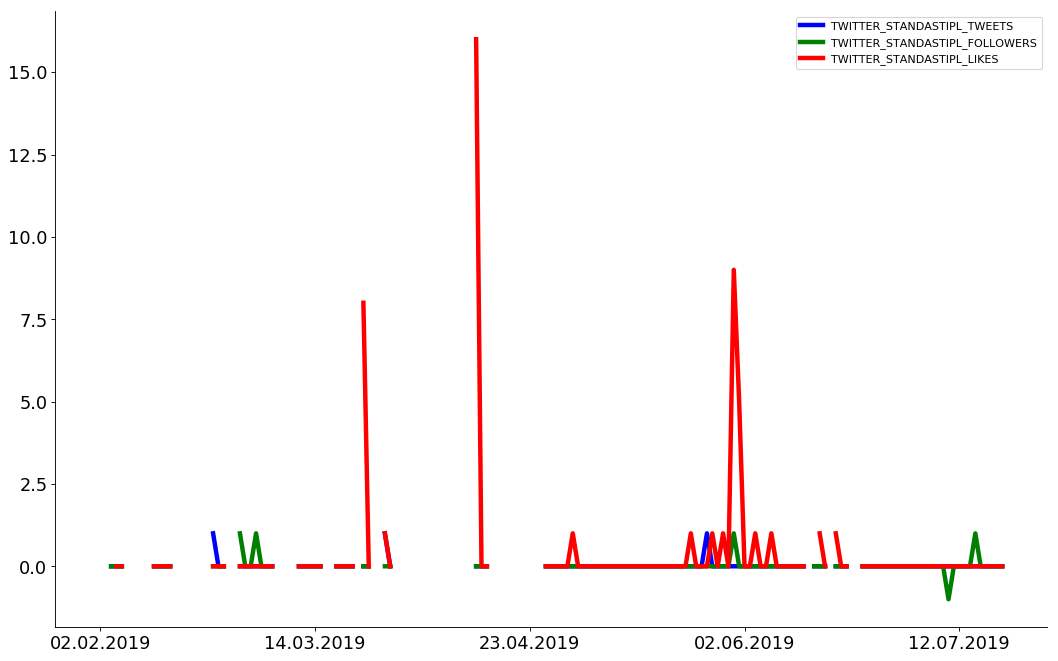 TWITTER_STANDASTIPL_TWEETS
TWITTER_STANDASTIPL_FOLLOWERS
TWITTER_STANDASTIPL_LIKES
15.0
12.5
10.0
7.5
5.0
2.5
0.0
02.02.2019 14.03.2019 23.04.2019 02.06.2019 12.07.2019